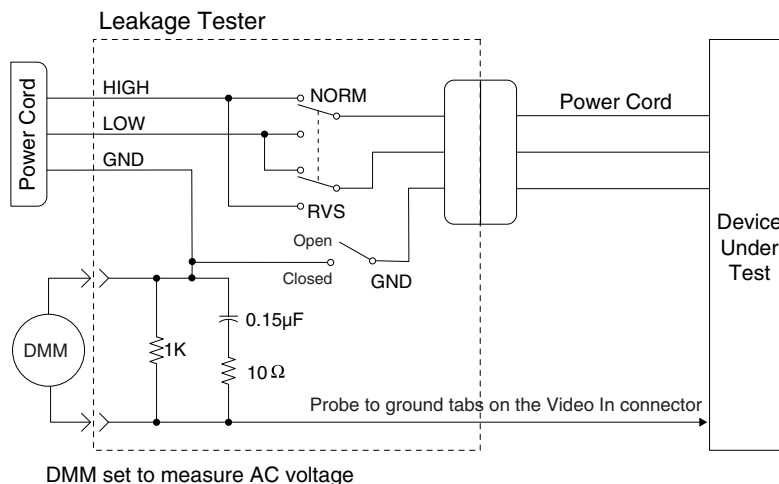 Leakage Tester
Power Cord
HIGH
LOW
GND
NORM
RVS
Open
Closed
GND
Power Cord
Device
Under
Test
DMM
1K
0.15µF
10Ω
Probe to ground tabs on the Video In connector
DMM set to measure AC voltage